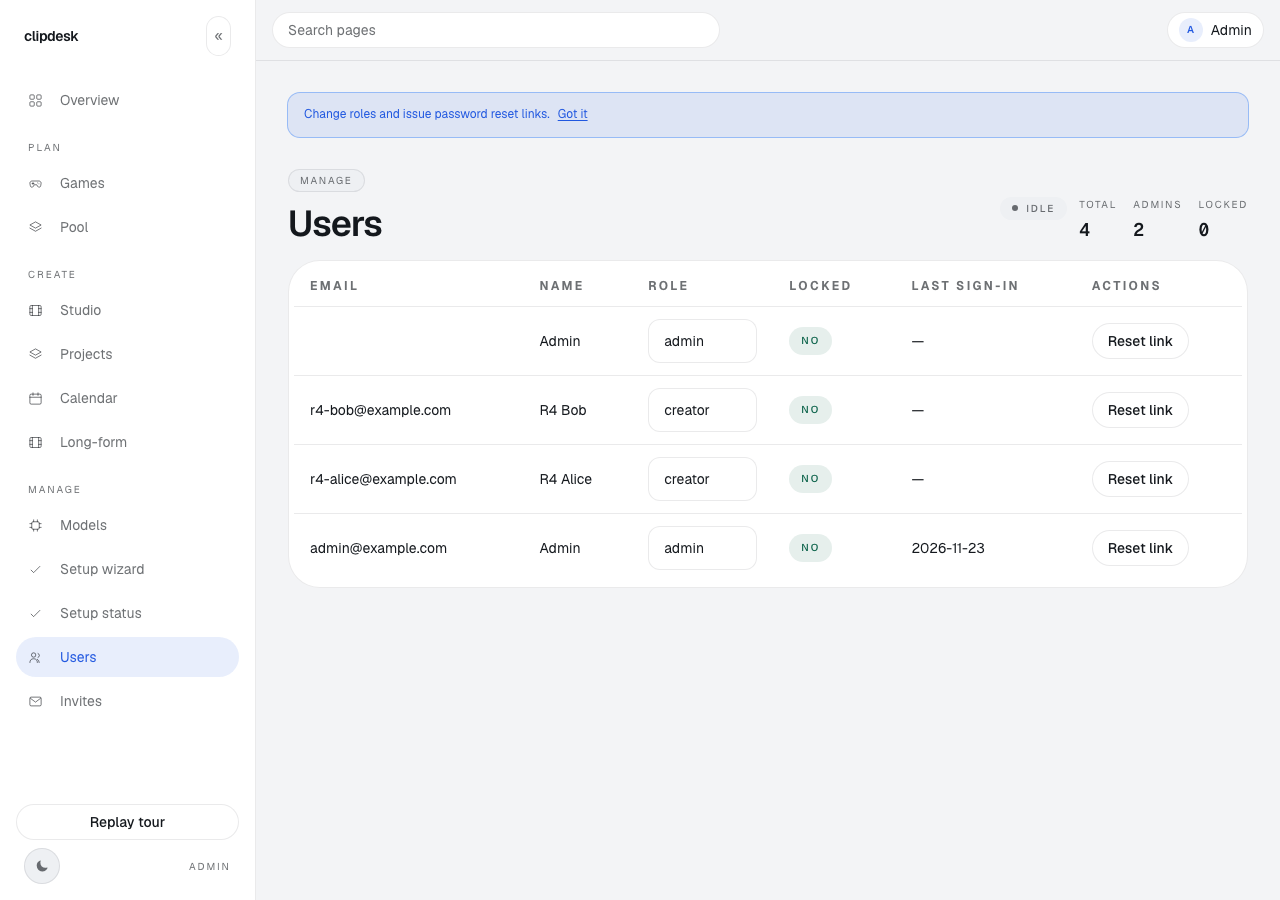 clipdesk
«
Overview
PLAN
Games
Pool
CREATE
Studio
Projects
Calendar
Long-form
MANAGE
Models
Setup wizard
Setup status
Users
Invites
Replay tour
ADMIN
Search pages
A Admin
Change roles and issue password reset links. Got it
MANAGE
Users
IDLE
TOTAL ADMINS LOCKED
4 2 0
EMAIL NAME ROLE LOCKED LAST SIGN-IN ACTIONS
Admin admin NO — Reset link
r4-bob@example.com R4 Bob creator NO — Reset link
r4-alice@example.com R4 Alice creator NO — Reset link
admin@example.com Admin admin NO 2026-11-23 Reset link